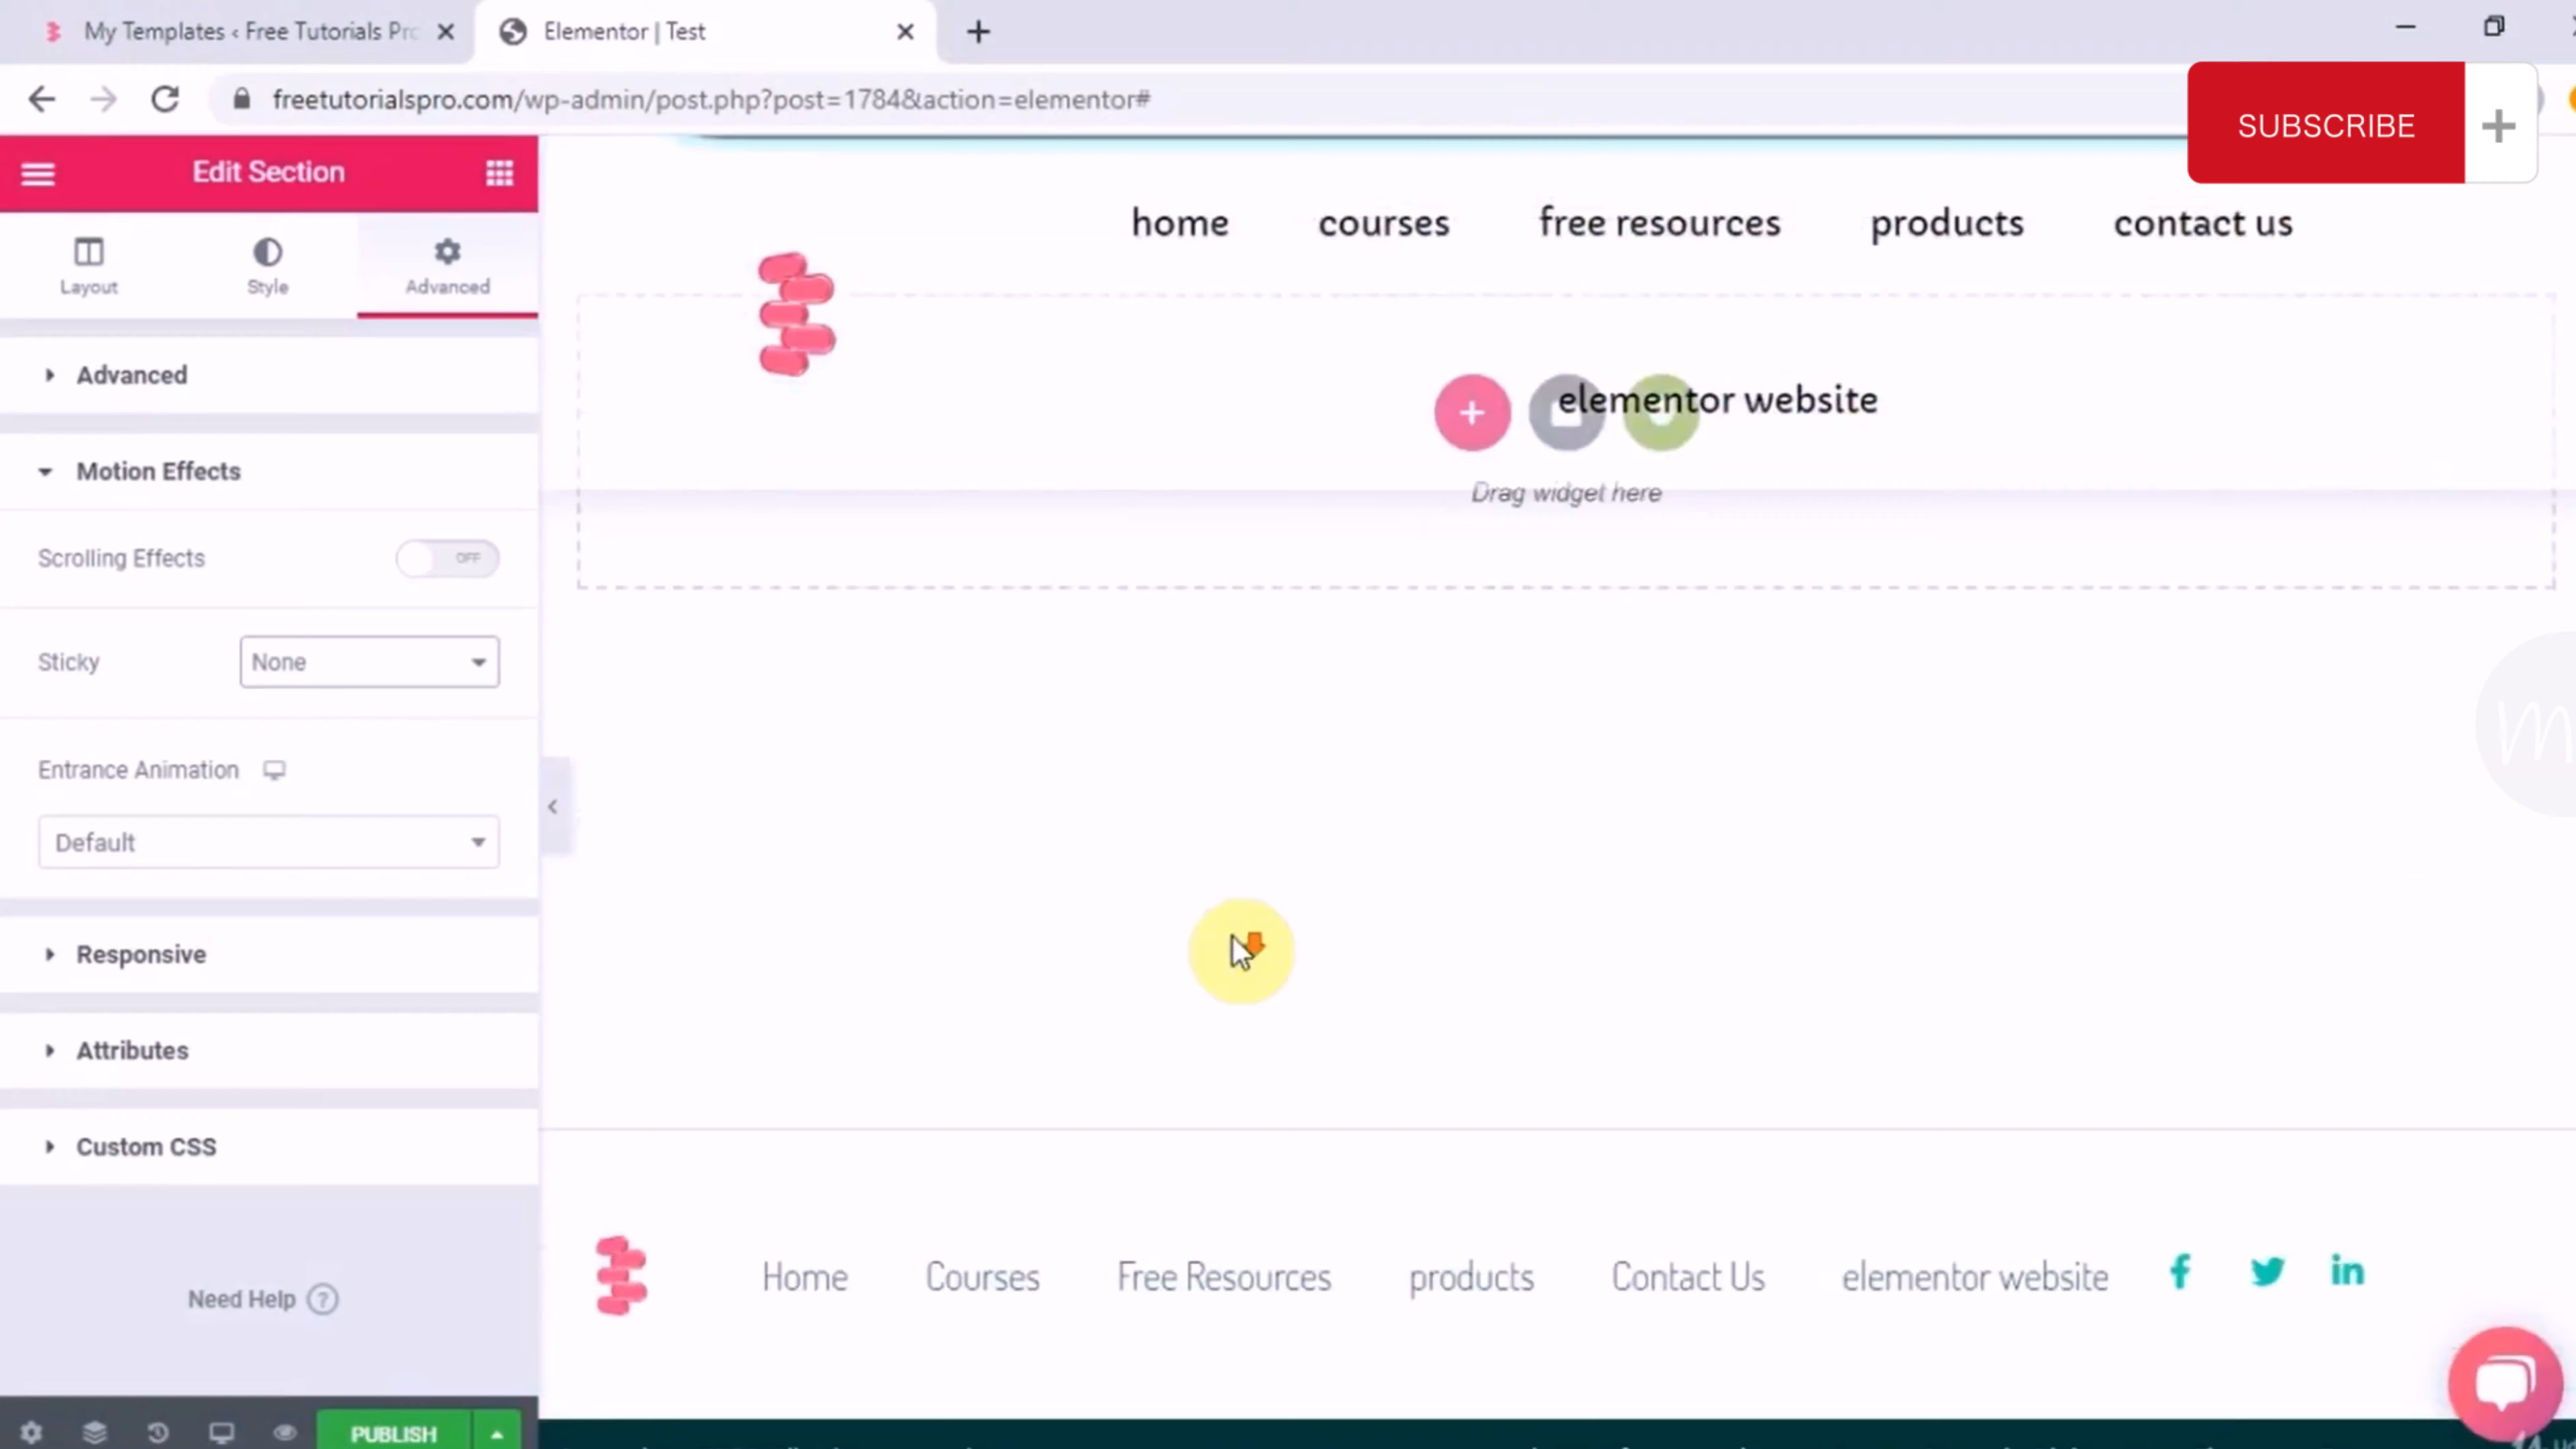 My Templates ‹ Free Tutorials Pro
Elementor | Test
freetutorialspro.com/wp-admin/post.php?post=1784&action=elementor#
SUBSCRIBE
Edit Section
Layout
Style
Advanced
home
courses
free resources
products
contact us
elementor website
Drag widget here
Advanced
Motion Effects
Scrolling Effects
OFF
Sticky
None
Entrance Animation
Default
Responsive
Attributes
Custom CSS
Need Help
PUBLISH
Home
Courses
Free Resources
products
Contact Us
elementor website